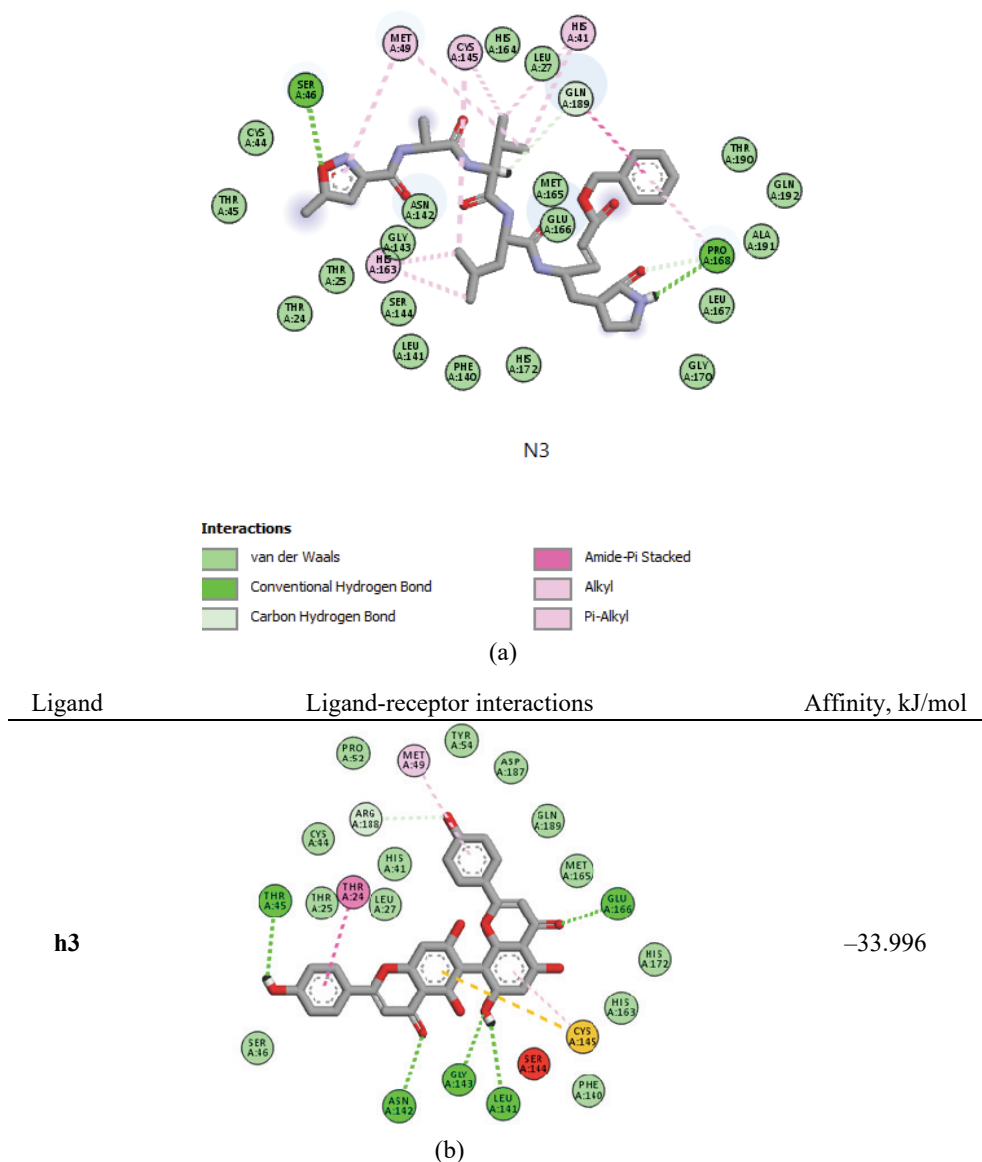 MET
A:49
CYS
A:145
HIS
A:164
LEU
A:27
HIS
A:41
SER
A:46
GLN
A:189
CYS
A:44
THR
A:45
ASN
A:142
MET
A:165
GLU
A:166
THR
A:190
GLN
A:192
ALA
A:191
GLY
A:143
HIS
A:163
PRO
A:168
THR
A:25
THR
A:24
SER
A:144
LEU
A:141
PHE
A:140
HIS
A:172
LEU
A:167
GLY
A:170
N3
Interactions
van der Waals
Conventional Hydrogen Bond
Carbon Hydrogen Bond
Amide-Pi Stacked
Alkyl
Pi-Alkyl
(a)
Ligand Ligand-receptor interactions Affinity, kJ/mol
PRO
A:52
MET
A:49
TYR
A:54
ASP
A:187
ARG
A:188
GLN
A:189
CYS
A:44
HIS
A:41
MET
A:165
THR
A:45
THR
A:25
THR
A:24
LEU
A:27
GLU
A:166
h3
–33.996
HIS
A:172
HIS
A:163
SER
A:46
CYS
A:145
SER
A:144
GLY
A:143
PHE
A:140
ASN
A:142
LEU
A:141
(b)